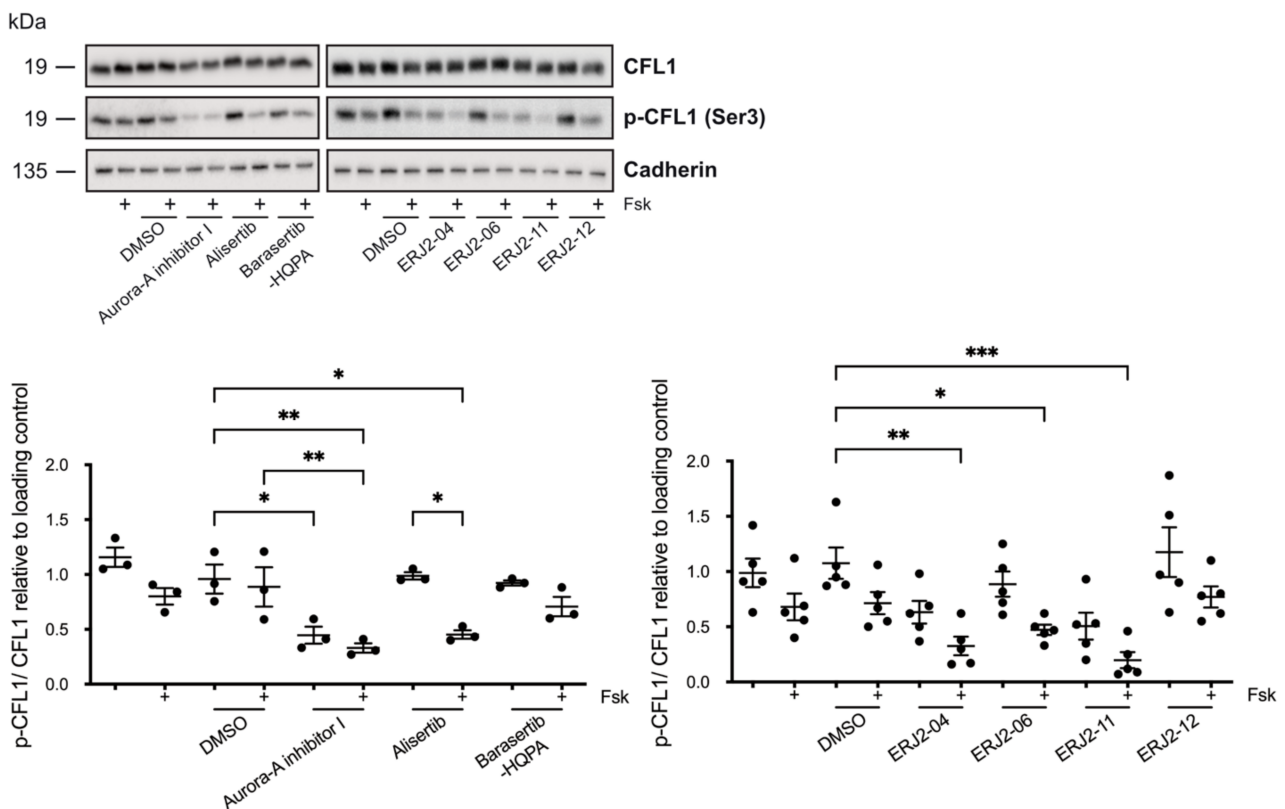 kDa
19 CFL1
19 p-CFL1 (Ser3)
135 Cadherin
+ + + + + + + + + + Fsk
DMSO Aurora-A inhibitor I Alisertib Barasertib DMSO ERJ2-04 ERJ2-06 ERJ2-11 ERJ2-12
-HQPA
p-CFL1/ CFL1 relative to loading control
*
**
**
* *
2.0
1.5
1.0
0.5
0.0
+ + + + + Fsk
DMSO Aurora-A inhibitor I Alisertib Barasertib
-HQPA
p-CFL1/ CFL1 relative to loading control
***
*
**
2.0
1.5
1.0
0.5
0.0
+ + + + + + Fsk
DMSO ERJ2-04 ERJ2-06 ERJ2-11 ERJ2-12